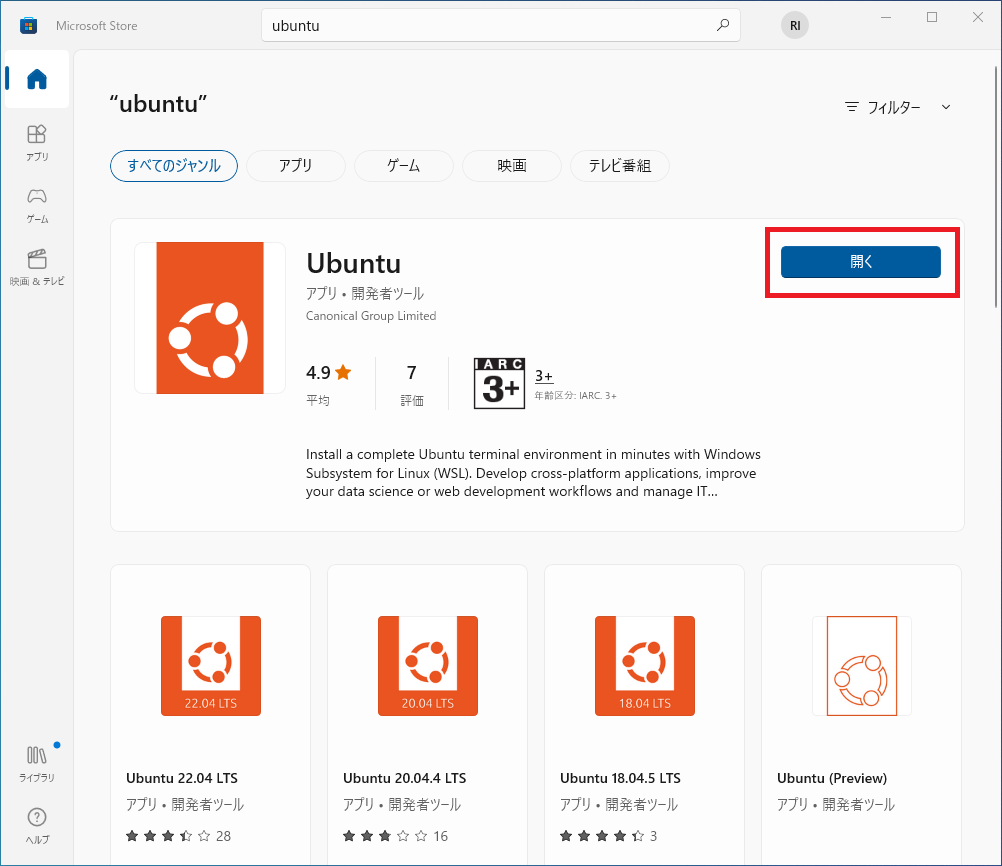 Microsoft Store
ubuntu
RI
アプリ
ゲーム
映画 & テレビ
ライブラリ
ヘルプ
“ubuntu”
フィルター
すべてのジャンル
アプリ
ゲーム
映画
テレビ番組
Ubuntu
アプリ • 開発者ツール
Canonical Group Limited
開く
4.9
平均
7
評価
IARC
3+
3+
年齢区分: IARC. 3+
Install a complete Ubuntu terminal environment in minutes with Windows
Subsystem for Linux (WSL). Develop cross-platform applications, improve
your data science or web development workflows and manage IT...
22.04 LTS
Ubuntu 22.04 LTS
アプリ • 開発者ツール
28
20.04 LTS
Ubuntu 20.04.4 LTS
アプリ • 開発者ツール
16
18.04 LTS
Ubuntu 18.04.5 LTS
アプリ • 開発者ツール
3
Ubuntu (Preview)
アプリ • 開発者ツール